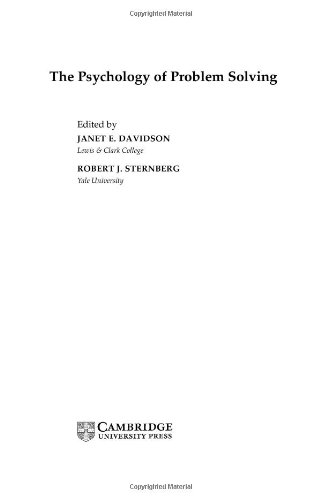 Copyrighted Material
The Psychology of Problem Solving
Edited by
JANET E. DAVIDSON
Lewis & Clark College
ROBERT J. STERNBERG
Yale University
CAMBRIDGE
UNIVERSITY PRESS
Copyrighted Material